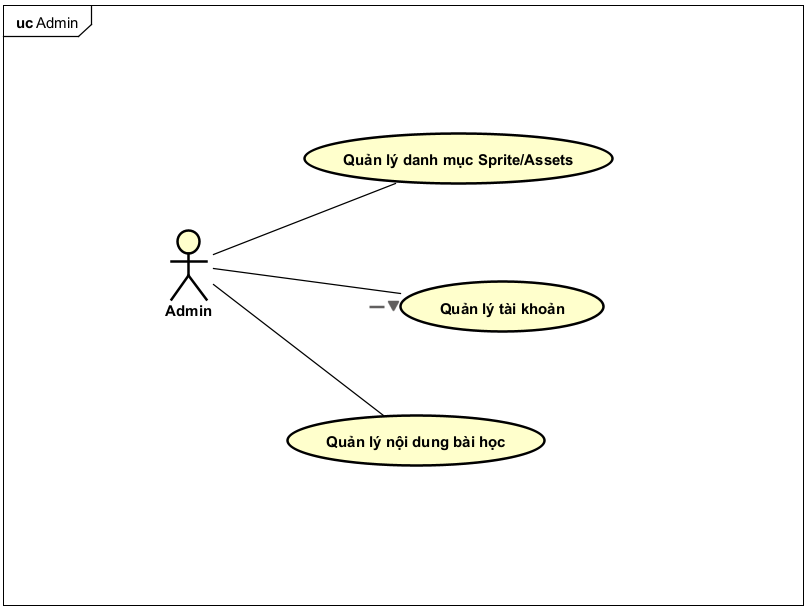 uc Admin
Quản lý danh mục Sprite/Assets
Admin
Quản lý tài khoản
Quản lý nội dung bài học